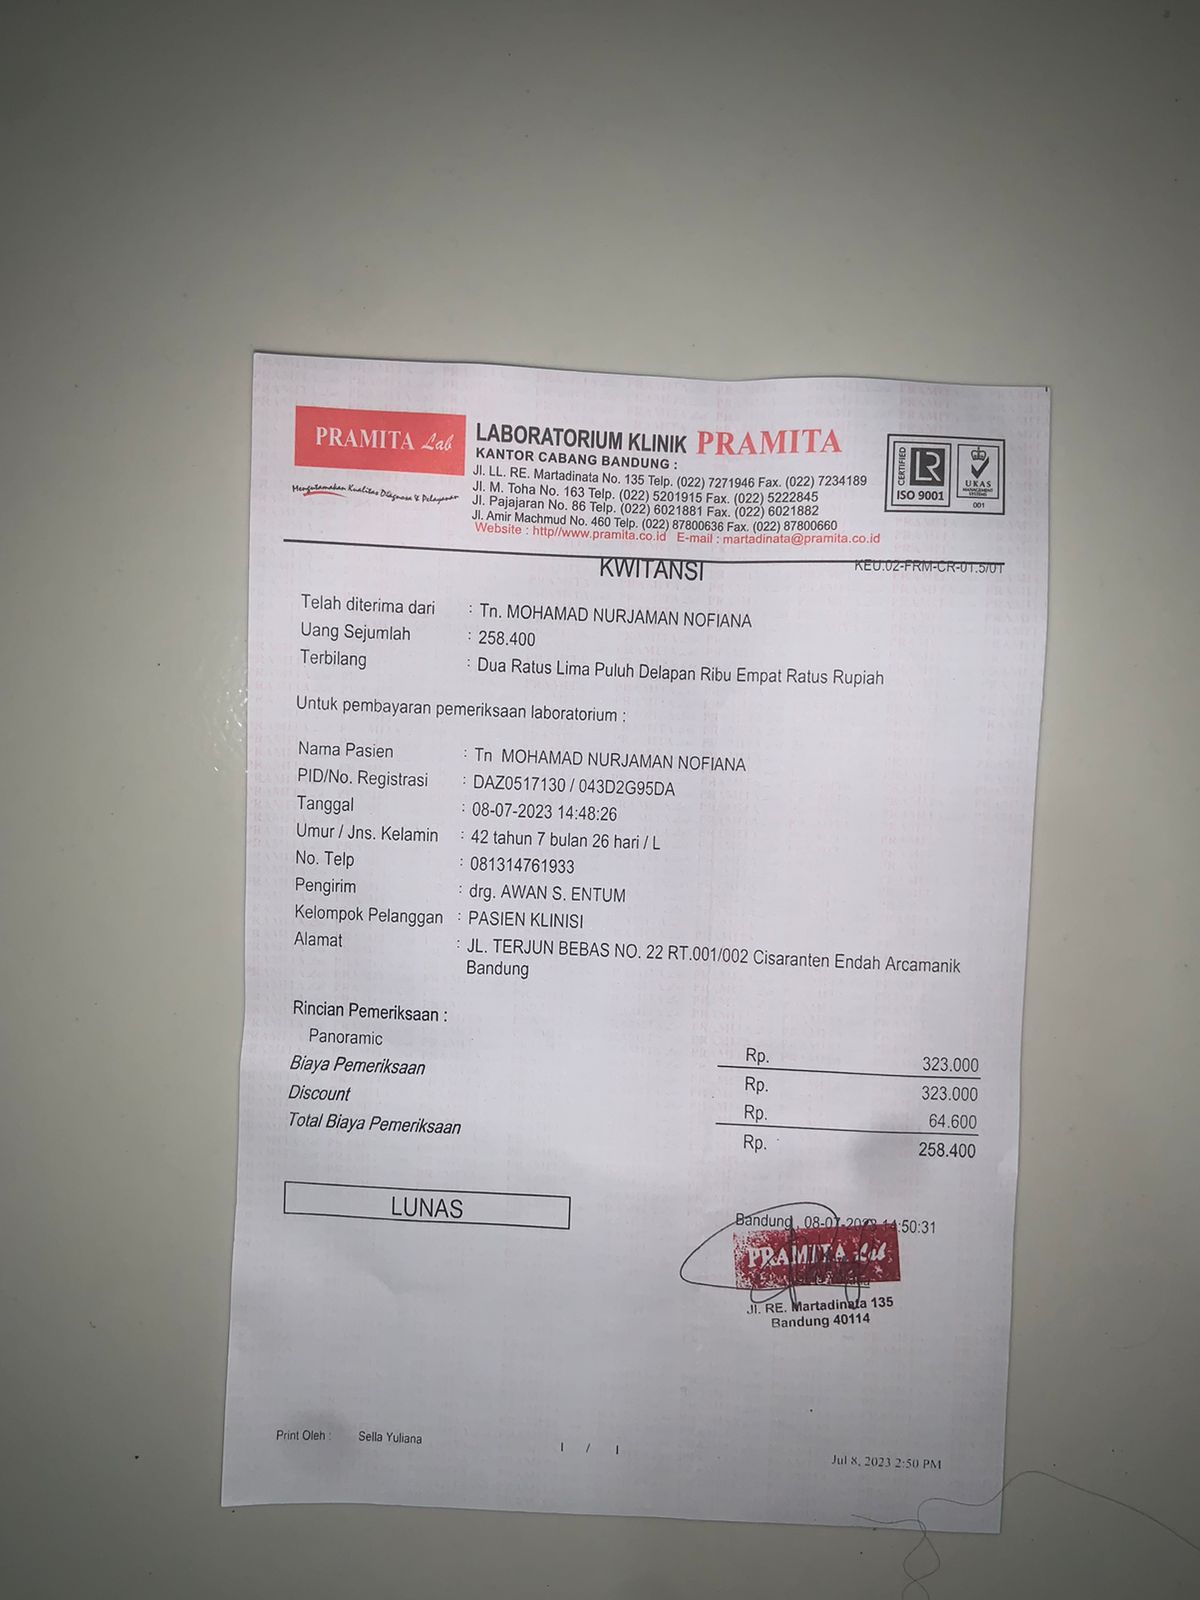 PRAMITA Lab
Mengutamakan Kualitas Diagnosa & Pelayanan
LABORATORIUM KLINIK PRAMITA
KANTOR CABANG BANDUNG :
Jl. LL. RE. Martadinata No. 135 Telp. (022) 7271946 Fax. (022) 7234189
Jl. M. Toha No. 163 Telp. (022) 5201915 Fax. (022) 5222845
Jl. Pajajaran No. 86 Telp. (022) 6021881 Fax. (022) 6021882
Jl. Amir Machmud No. 460 Telp. (022) 87800636 Fax. (022) 87800660
Website : http//www.pramita.co.id E-mail : martadinata@pramita.co.id
CERTIFIED
LR
ISO 9001
UKAS
MANAGEMENT
SYSTEMS
001
KWITANSI
KEU.02-FRM-CR-01.5/01
Telah diterima dari : Tn. MOHAMAD NURJAMAN NOFIANA
Uang Sejumlah : 258.400
Terbilang : Dua Ratus Lima Puluh Delapan Ribu Empat Ratus Rupiah
Untuk pembayaran pemeriksaan laboratorium :
Nama Pasien : Tn MOHAMAD NURJAMAN NOFIANA
PID/No. Registrasi : DAZ0517130 / 043D2G95DA
Tanggal : 08-07-2023 14:48:26
Umur / Jns. Kelamin : 42 tahun 7 bulan 26 hari / L
No. Telp : 081314761933
Pengirim : drg. AWAN S. ENTUM
Kelompok Pelanggan : PASIEN KLINISI
Alamat : JL. TERJUN BEBAS NO. 22 RT.001/002 Cisaranten Endah Arcamanik
Bandung
Rincian Pemeriksaan :
Panoramic Rp. 323.000
Biaya Pemeriksaan Rp. 323.000
Discount Rp. 64.600
Total Biaya Pemeriksaan Rp. 258.400
LUNAS
Bandung , 08-07-2023 14:50:31
PRAMITA Lab
Jl. RE. Martadinata 135
Bandung 40114
Print Oleh : Sella Yuliana
1 / 1
Jul 8, 2023 2:50 PM